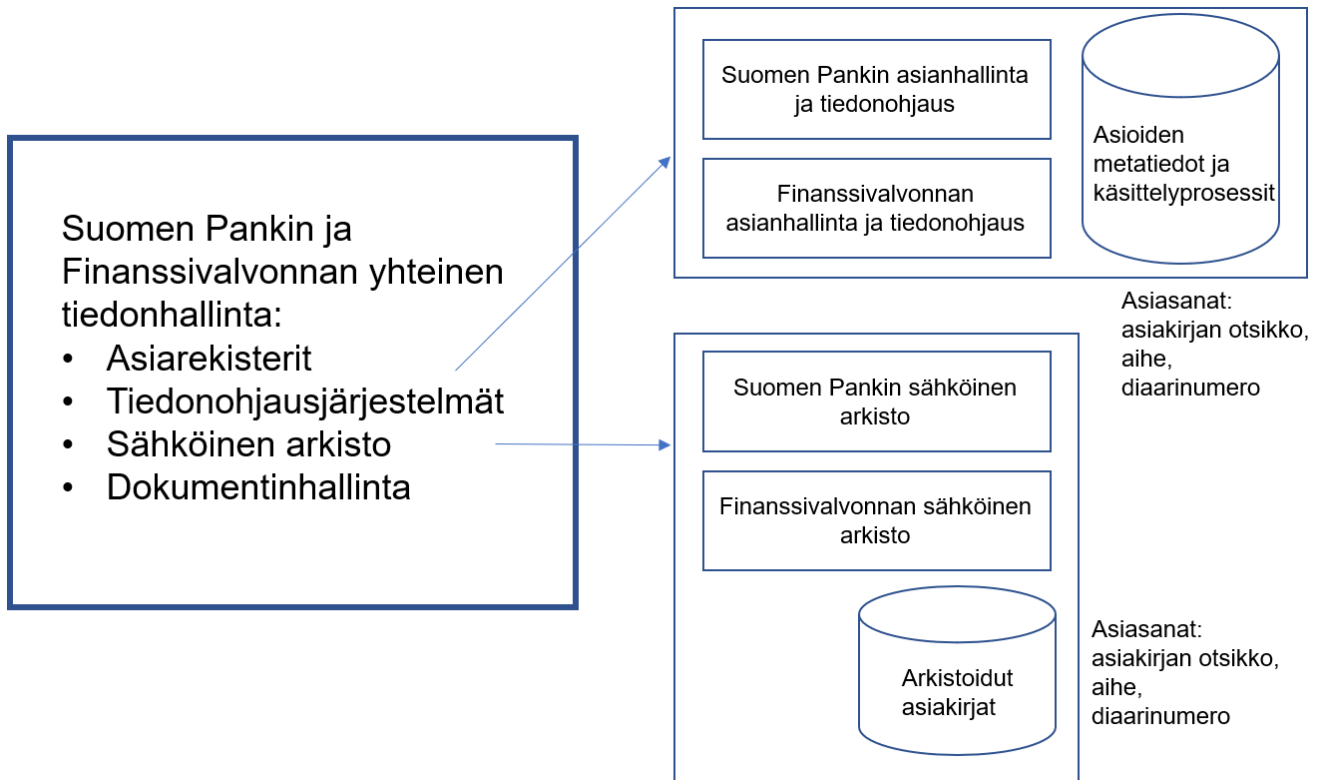 Suomen Pankin ja
Finanssivalvonnan yhteinen
tiedonhallinta:
• Asiarekisterit
• Tiedonohjausjärjestelmät
• Sähköinen arkisto
• Dokumentinhallinta
Suomen Pankin asianhallinta
ja tiedonohjaus
Finanssivalvonnan
asianhallinta ja tiedonohjaus
Asioiden
metatiedot ja
käsittelyprosessit
Asiasanat:
asiakirjan otsikko,
aihe,
diaarinumero
Suomen Pankin sähköinen
arkisto
Finanssivalvonnan sähköinen
arkisto
Arkistoidut
asiakirjat
Asiasanat:
asiakirjan otsikko,
aihe,
diaarinumero